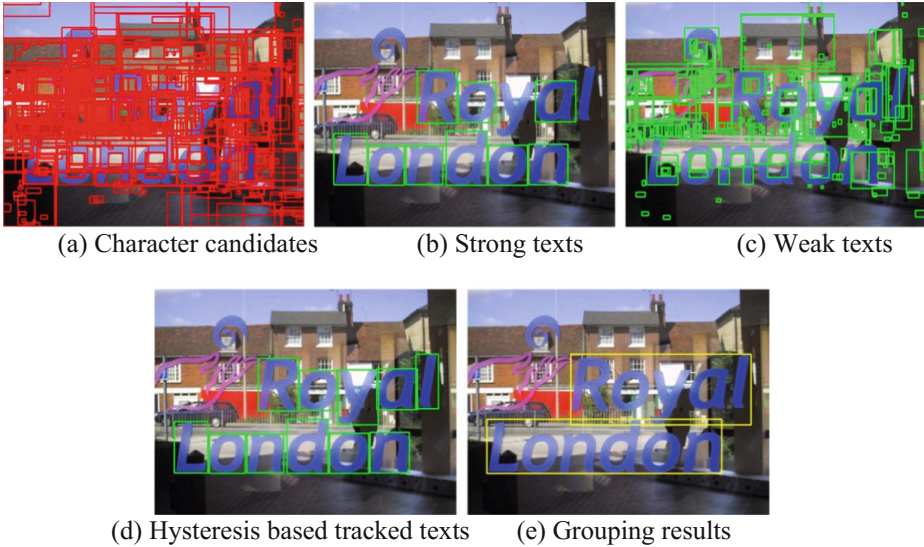 Royal
London
(a) Character candidates
Royal
London
(b) Strong texts
Royal
London
(c) Weak texts
Royal
London
(d) Hysteresis based tracked texts
Royal
London
(e) Grouping results